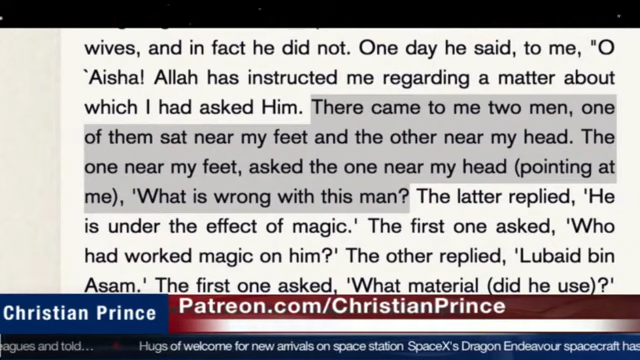 wives, and in fact he did not. One day he said, to me, "O
`Aisha! Allah has instructed me regarding a matter about
which I had asked Him. There came to me two men, one
of them sat near my feet and the other near my head. The
one near my feet, asked the one near my head (pointing at
me), 'What is wrong with this man? The latter replied, 'He
is under the effect of magic.' The first one asked, 'Who
had worked magic on him?' The other replied, 'Lubaid bin
Asam.' The first one asked, 'What material (did he use)?'
Christian Prince
Patreon.com/ChristianPrince
eagues and told... Hugs of welcome for new arrivals on space station SpaceX's Dragon Endeavour spacecraft has